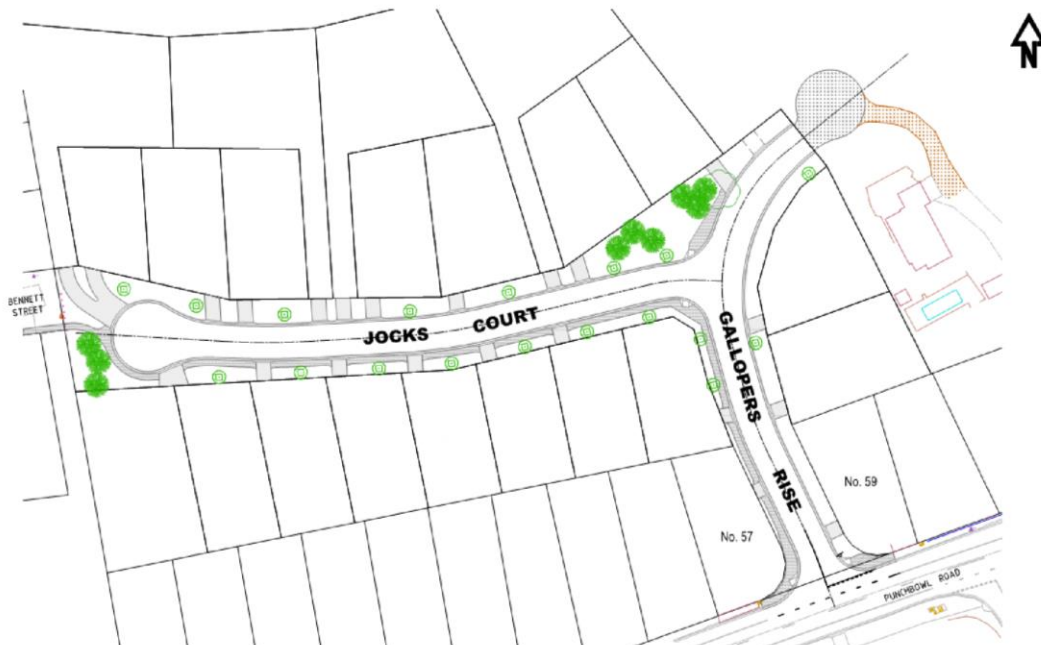 N
BENNETT
STREET
JOCKS COURT
GALLOPERS
RISE
No. 59
No. 57
PUNCHBOWL ROAD